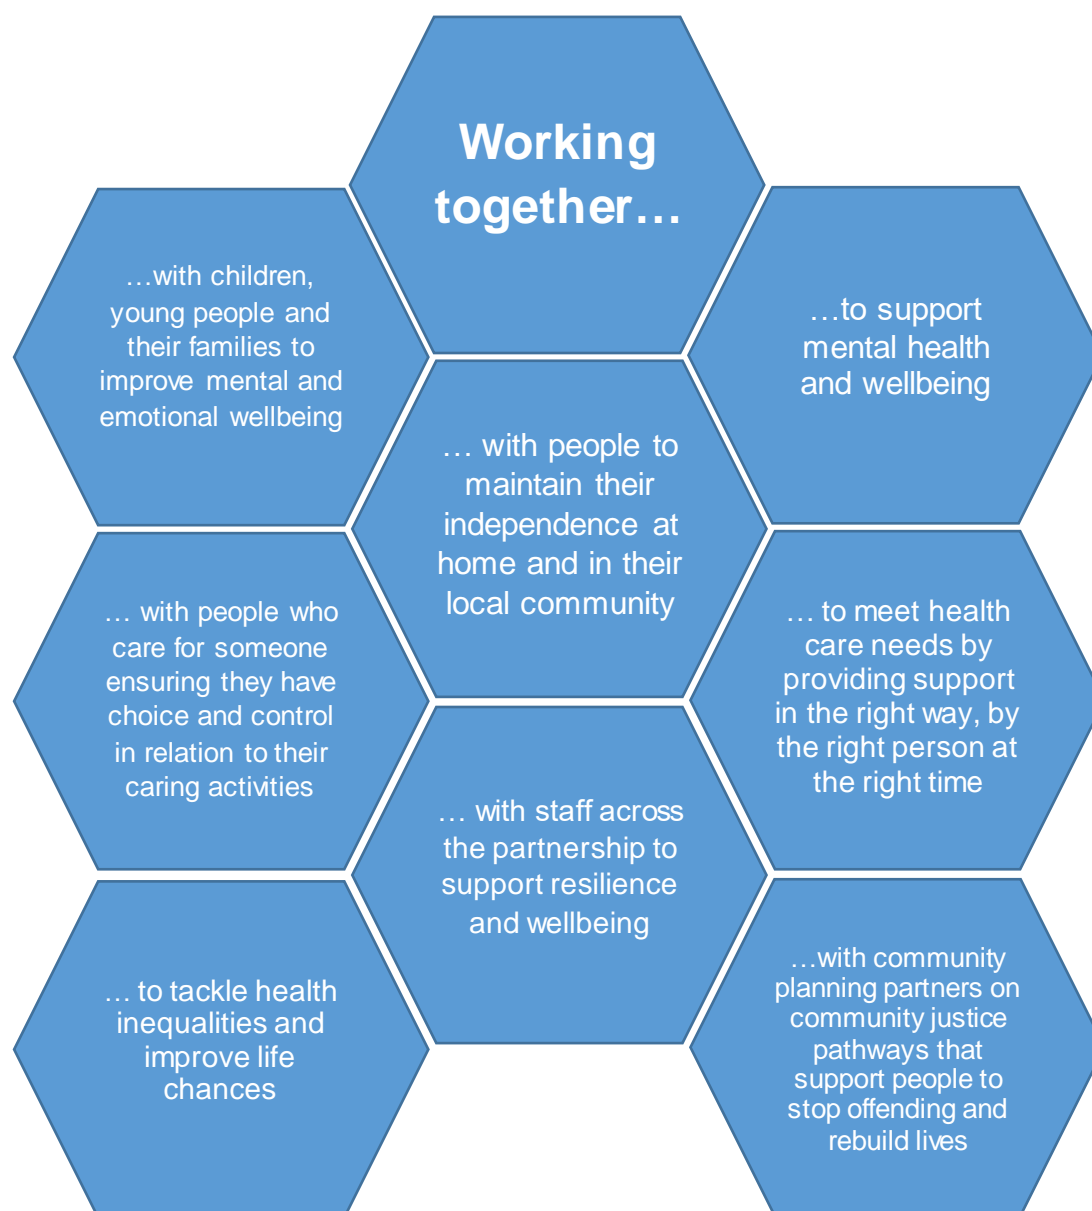 Working
together…
…with children,
young people and
their families to
improve mental and
emotional wellbeing
…to support
mental health
and wellbeing
… with people to
maintain their
independence at
home and in their
local community
… with people who
care for someone
ensuring they have
choice and control
in relation to their
caring activities
… to meet health
care needs by
providing support
in the right way, by
the right person at
the right time
… with staff across
the partnership to
support resilience
and wellbeing
… to tackle health
inequalities and
improve life
chances
…with community
planning partners on
community justice
pathways that
support people to
stop offending and
rebuild lives